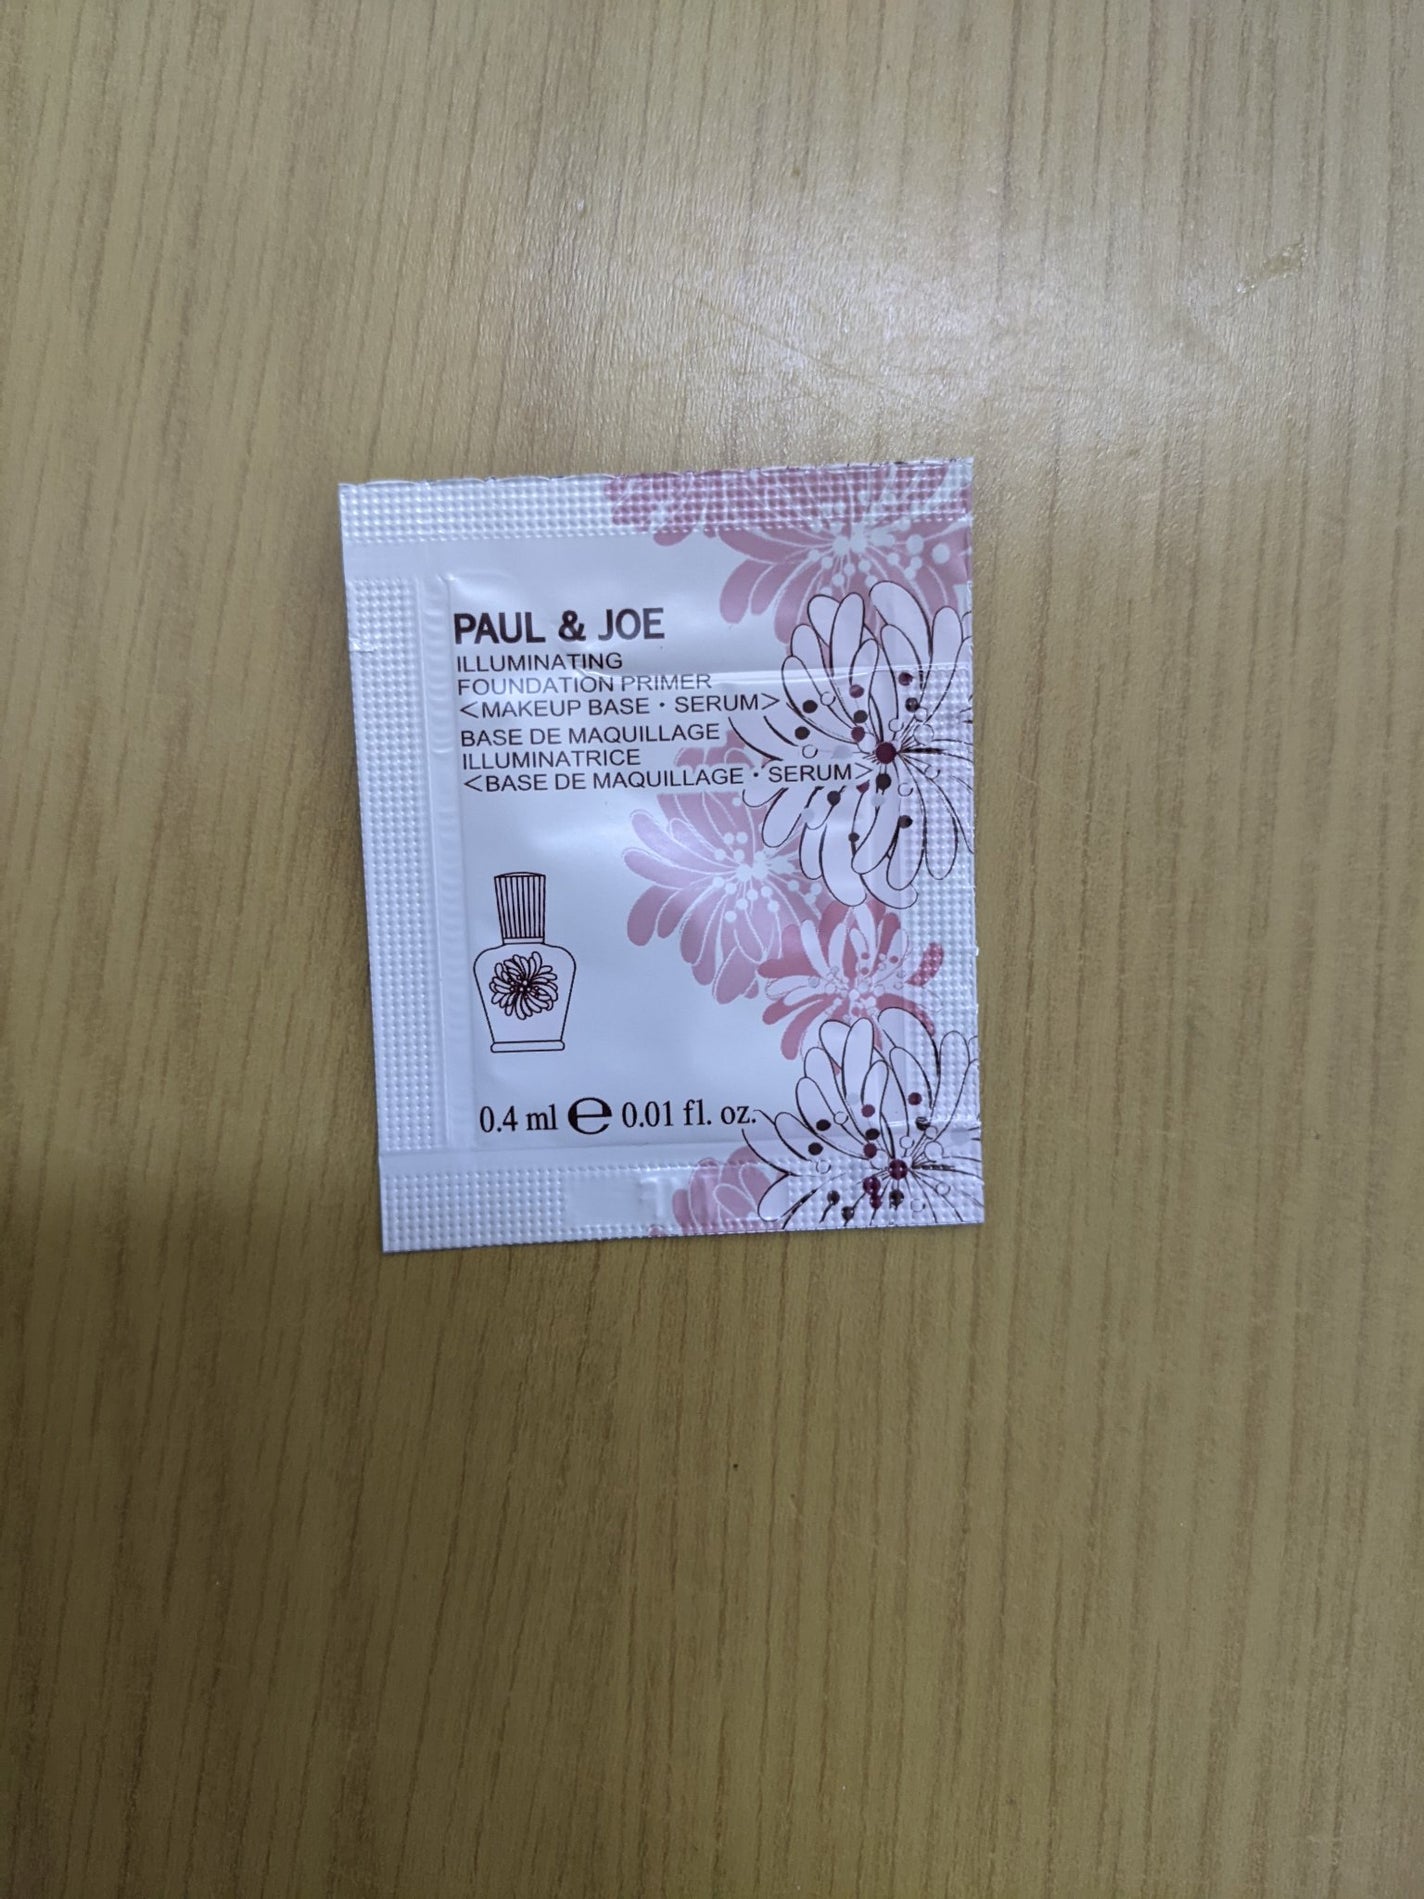 PAUL & JOE
ILLUMINATING
FOUNDATION PRIMER
<MAKEUP BASE・SERUM>
BASE DE MAQUILLAGE
ILLUMINATRICE
<BASE DE MAQUILLAGE・SERUM>
0.4 ml ℮ 0.01 fl. oz.